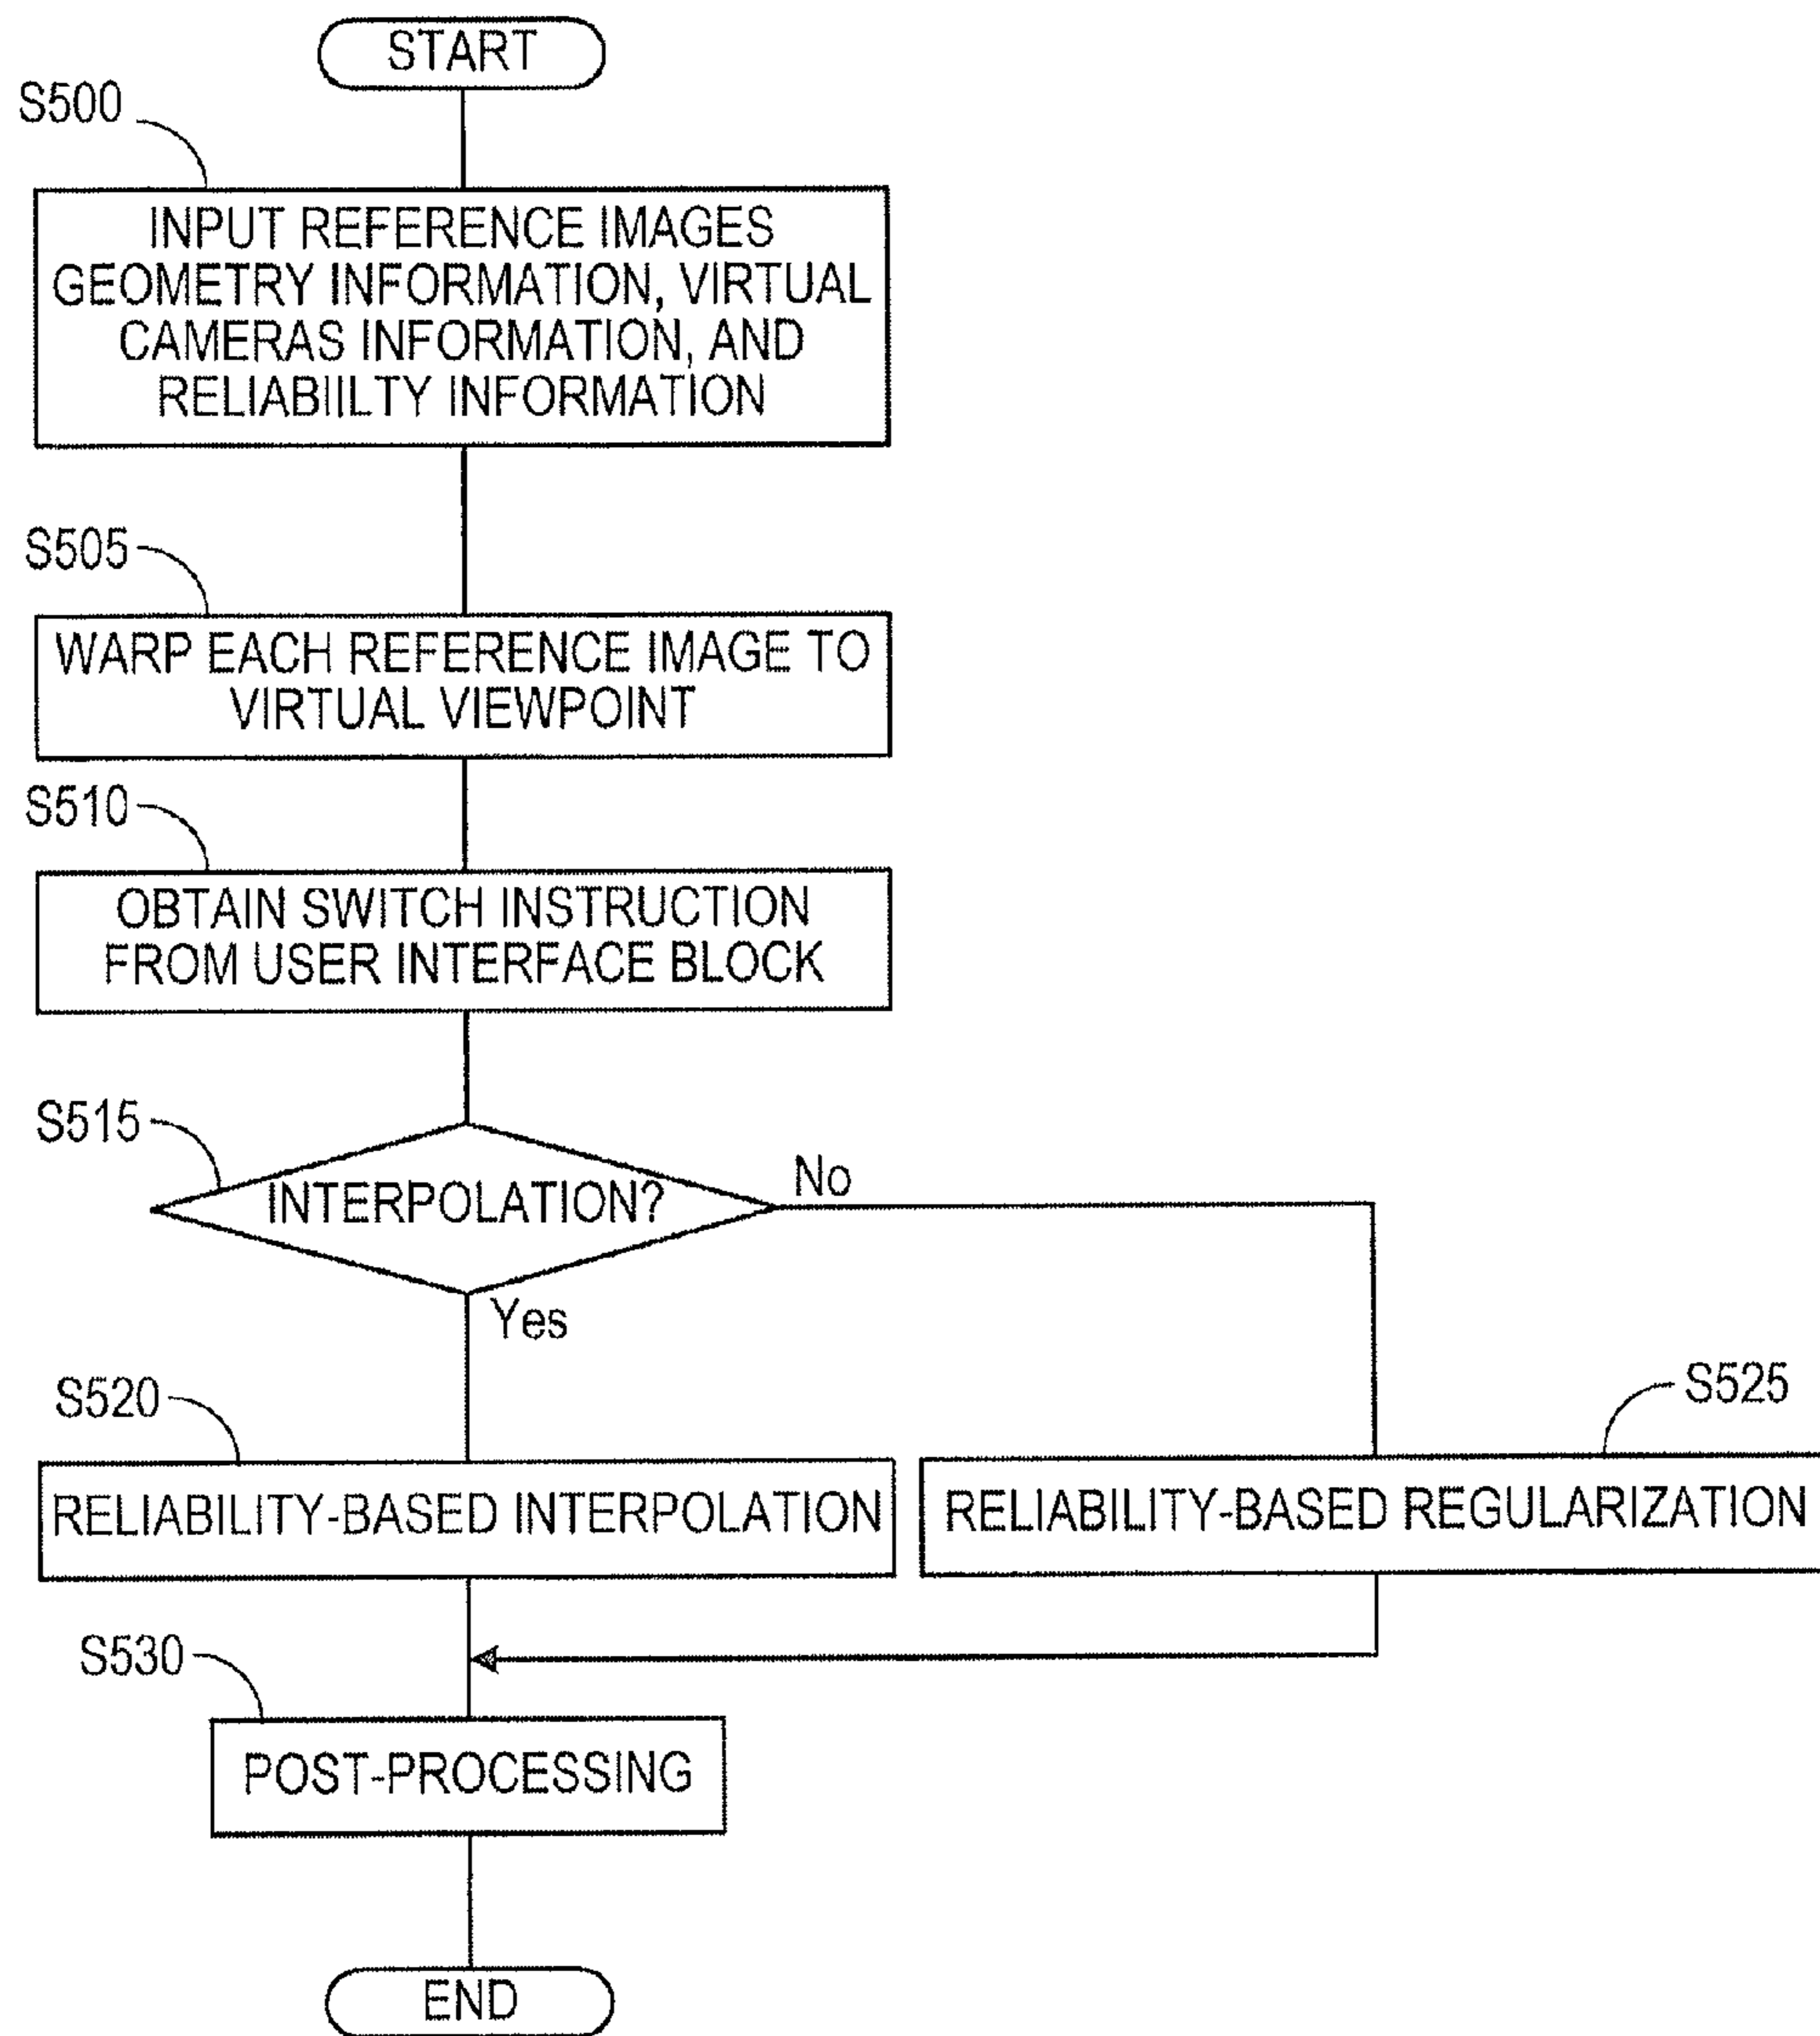 START
S500
INPUT REFERENCE IMAGES
GEOMETRY INFORMATION, VIRTUAL
CAMERAS INFORMATION, AND
RELIABIILTY INFORMATION
S505
WARP EACH REFERENCE IMAGE TO
VIRTUAL VIEWPOINT
S510
OBTAIN SWITCH INSTRUCTION
FROM USER INTERFACE BLOCK
S515
INTERPOLATION?
No
Yes
S520
RELIABILITY-BASED INTERPOLATION
S525
RELIABILITY-BASED REGULARIZATION
S530
POST-PROCESSING
END